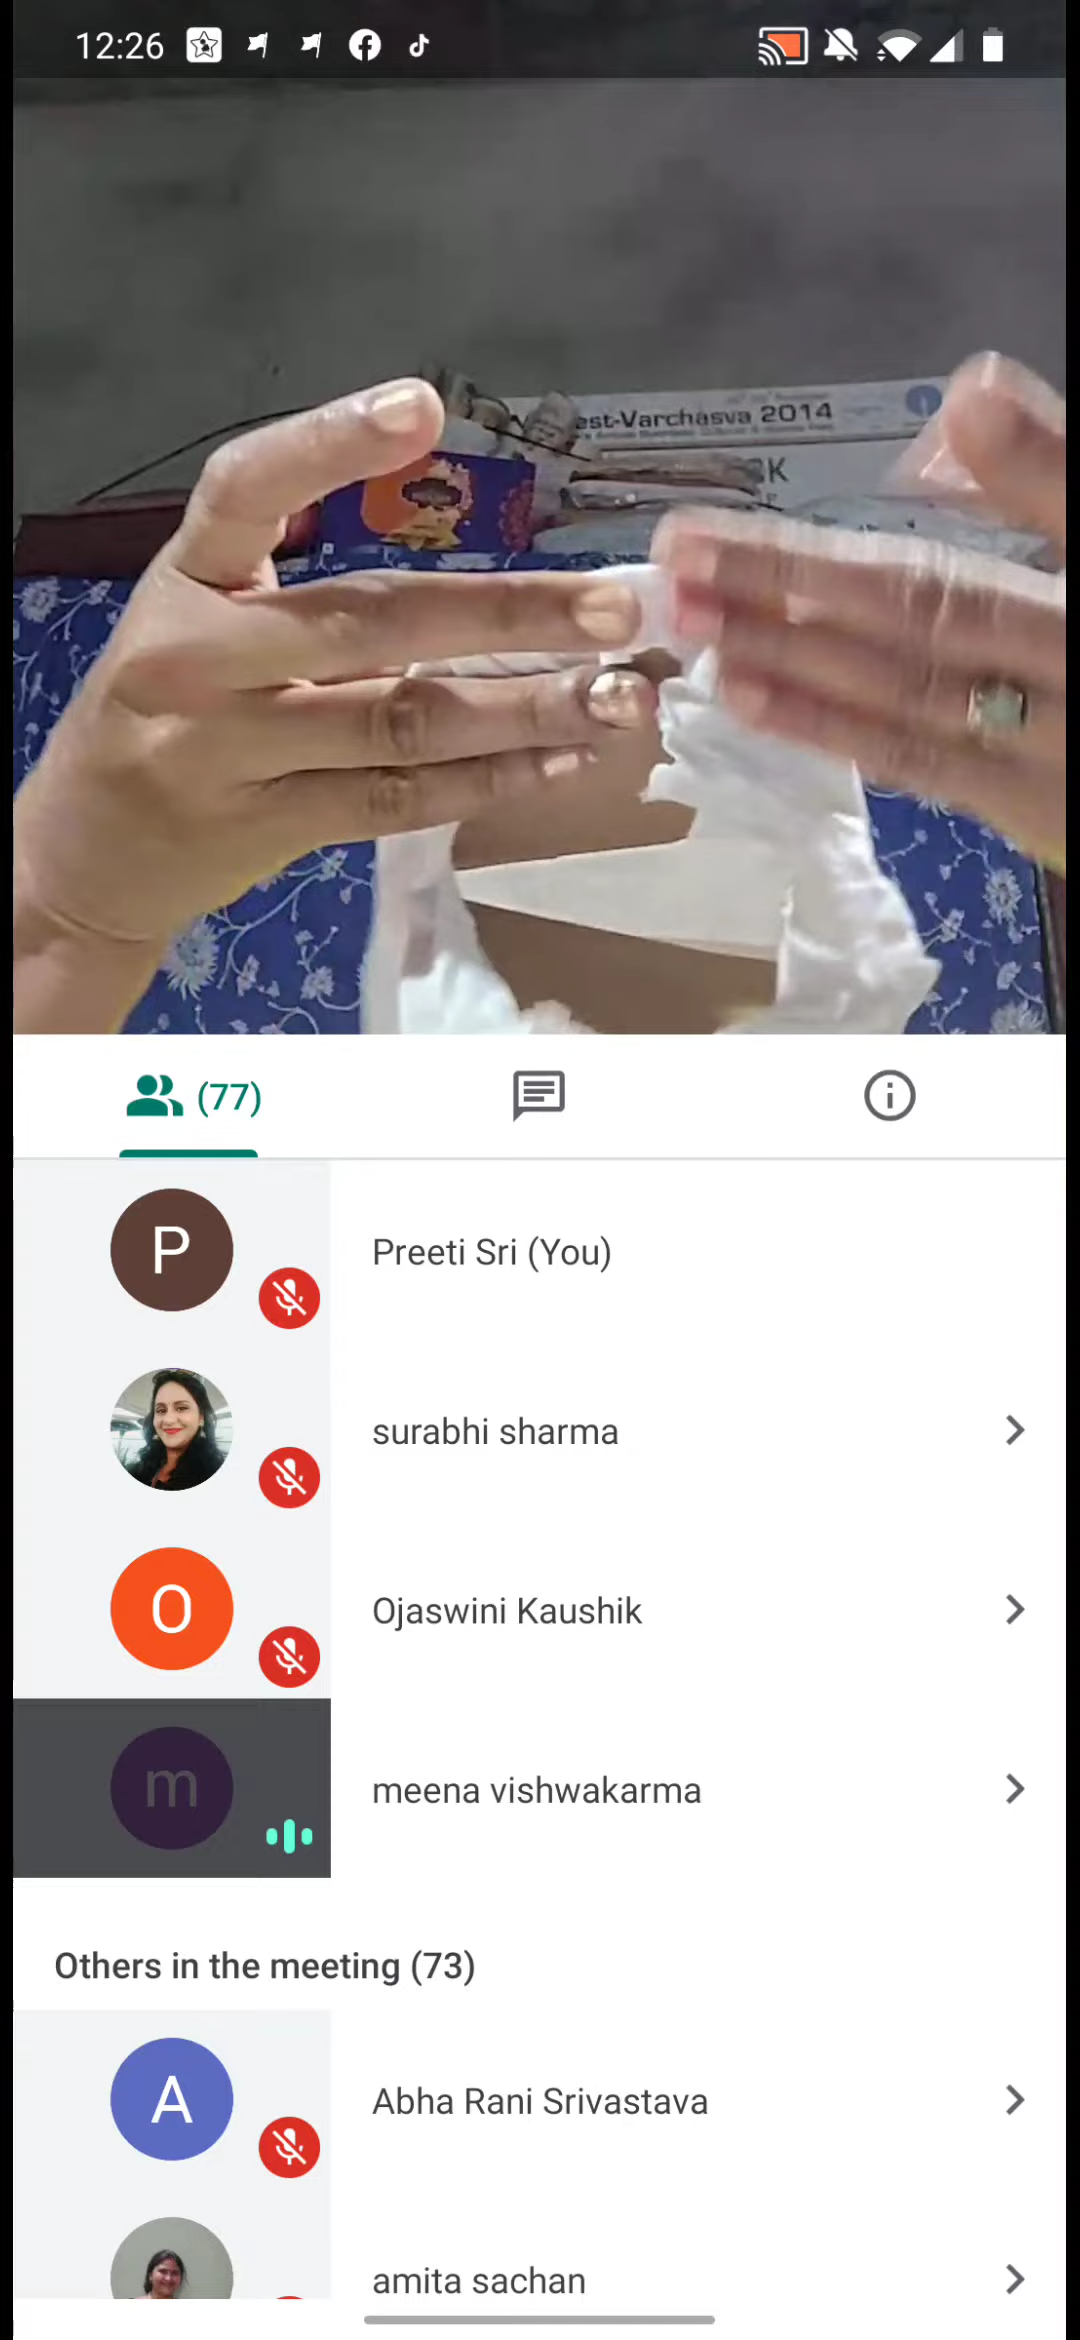 12:26
est-Varchasva 2014
(77)
P
Preeti Sri (You)
surabhi sharma
O
Ojaswini Kaushik
m
meena vishwakarma
Others in the meeting (73)
A
Abha Rani Srivastava
amita sachan